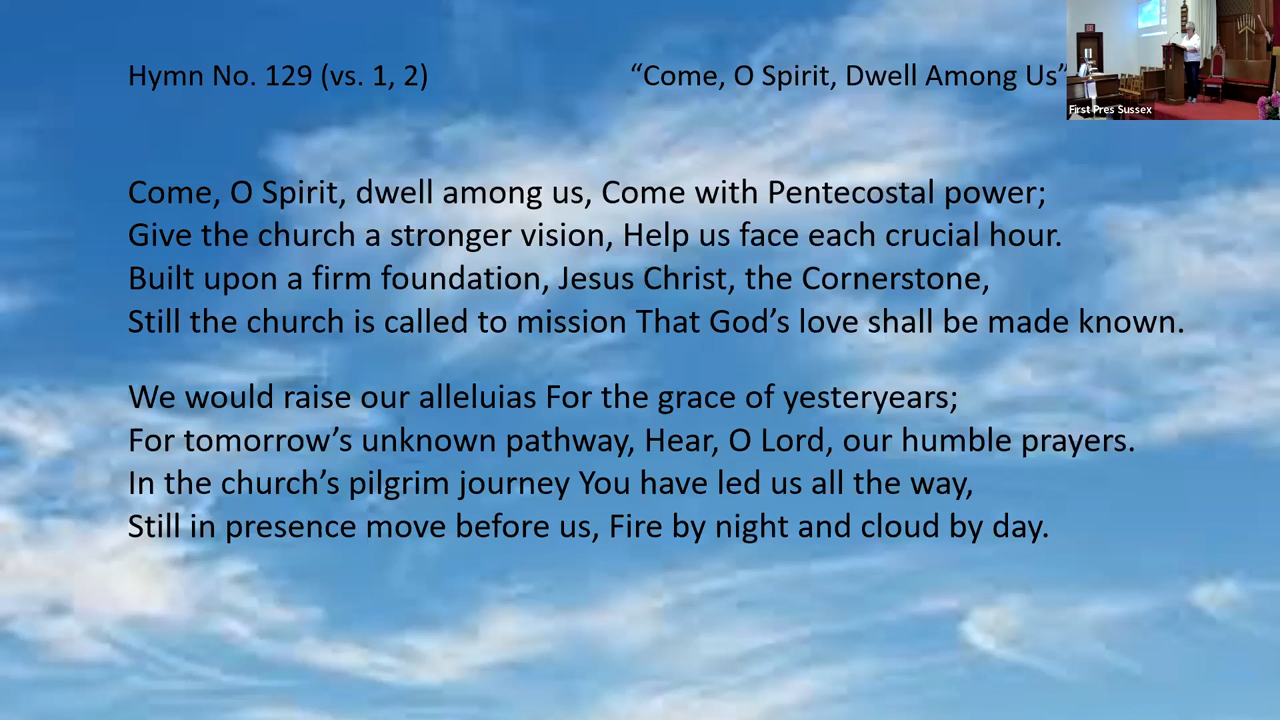 Hymn No. 129 (vs. 1, 2) “Come, O Spirit, Dwell Among Us”
First Pres Sussex
Come, O Spirit, dwell among us, Come with Pentecostal power;
Give the church a stronger vision, Help us face each crucial hour.
Built upon a firm foundation, Jesus Christ, the Cornerstone,
Still the church is called to mission That God’s love shall be made known.
We would raise our alleluias For the grace of yesteryears;
For tomorrow’s unknown pathway, Hear, O Lord, our humble prayers.
In the church’s pilgrim journey You have led us all the way,
Still in presence move before us, Fire by night and cloud by day.